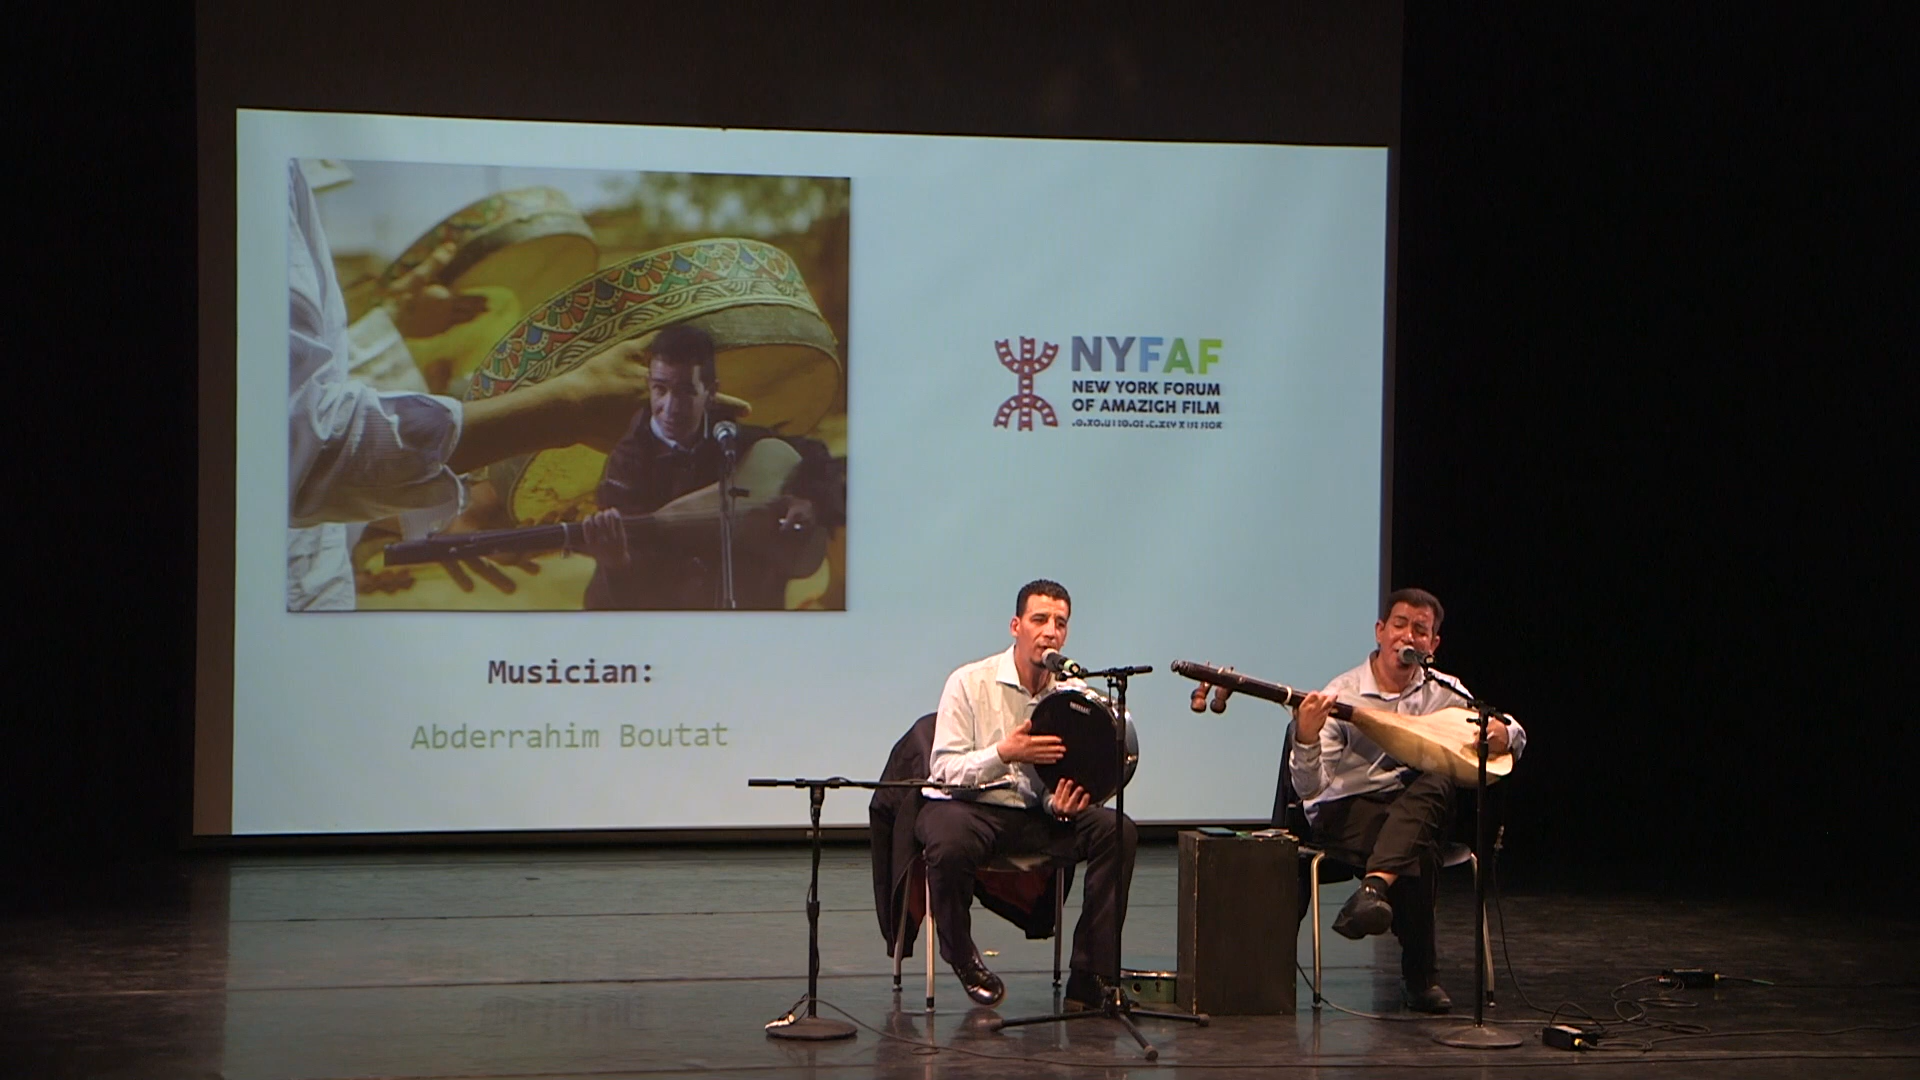 NYFAF
NEW YORK FORUM
OF AMAZIGH FILM
Musician:
Abderrahim Boutat